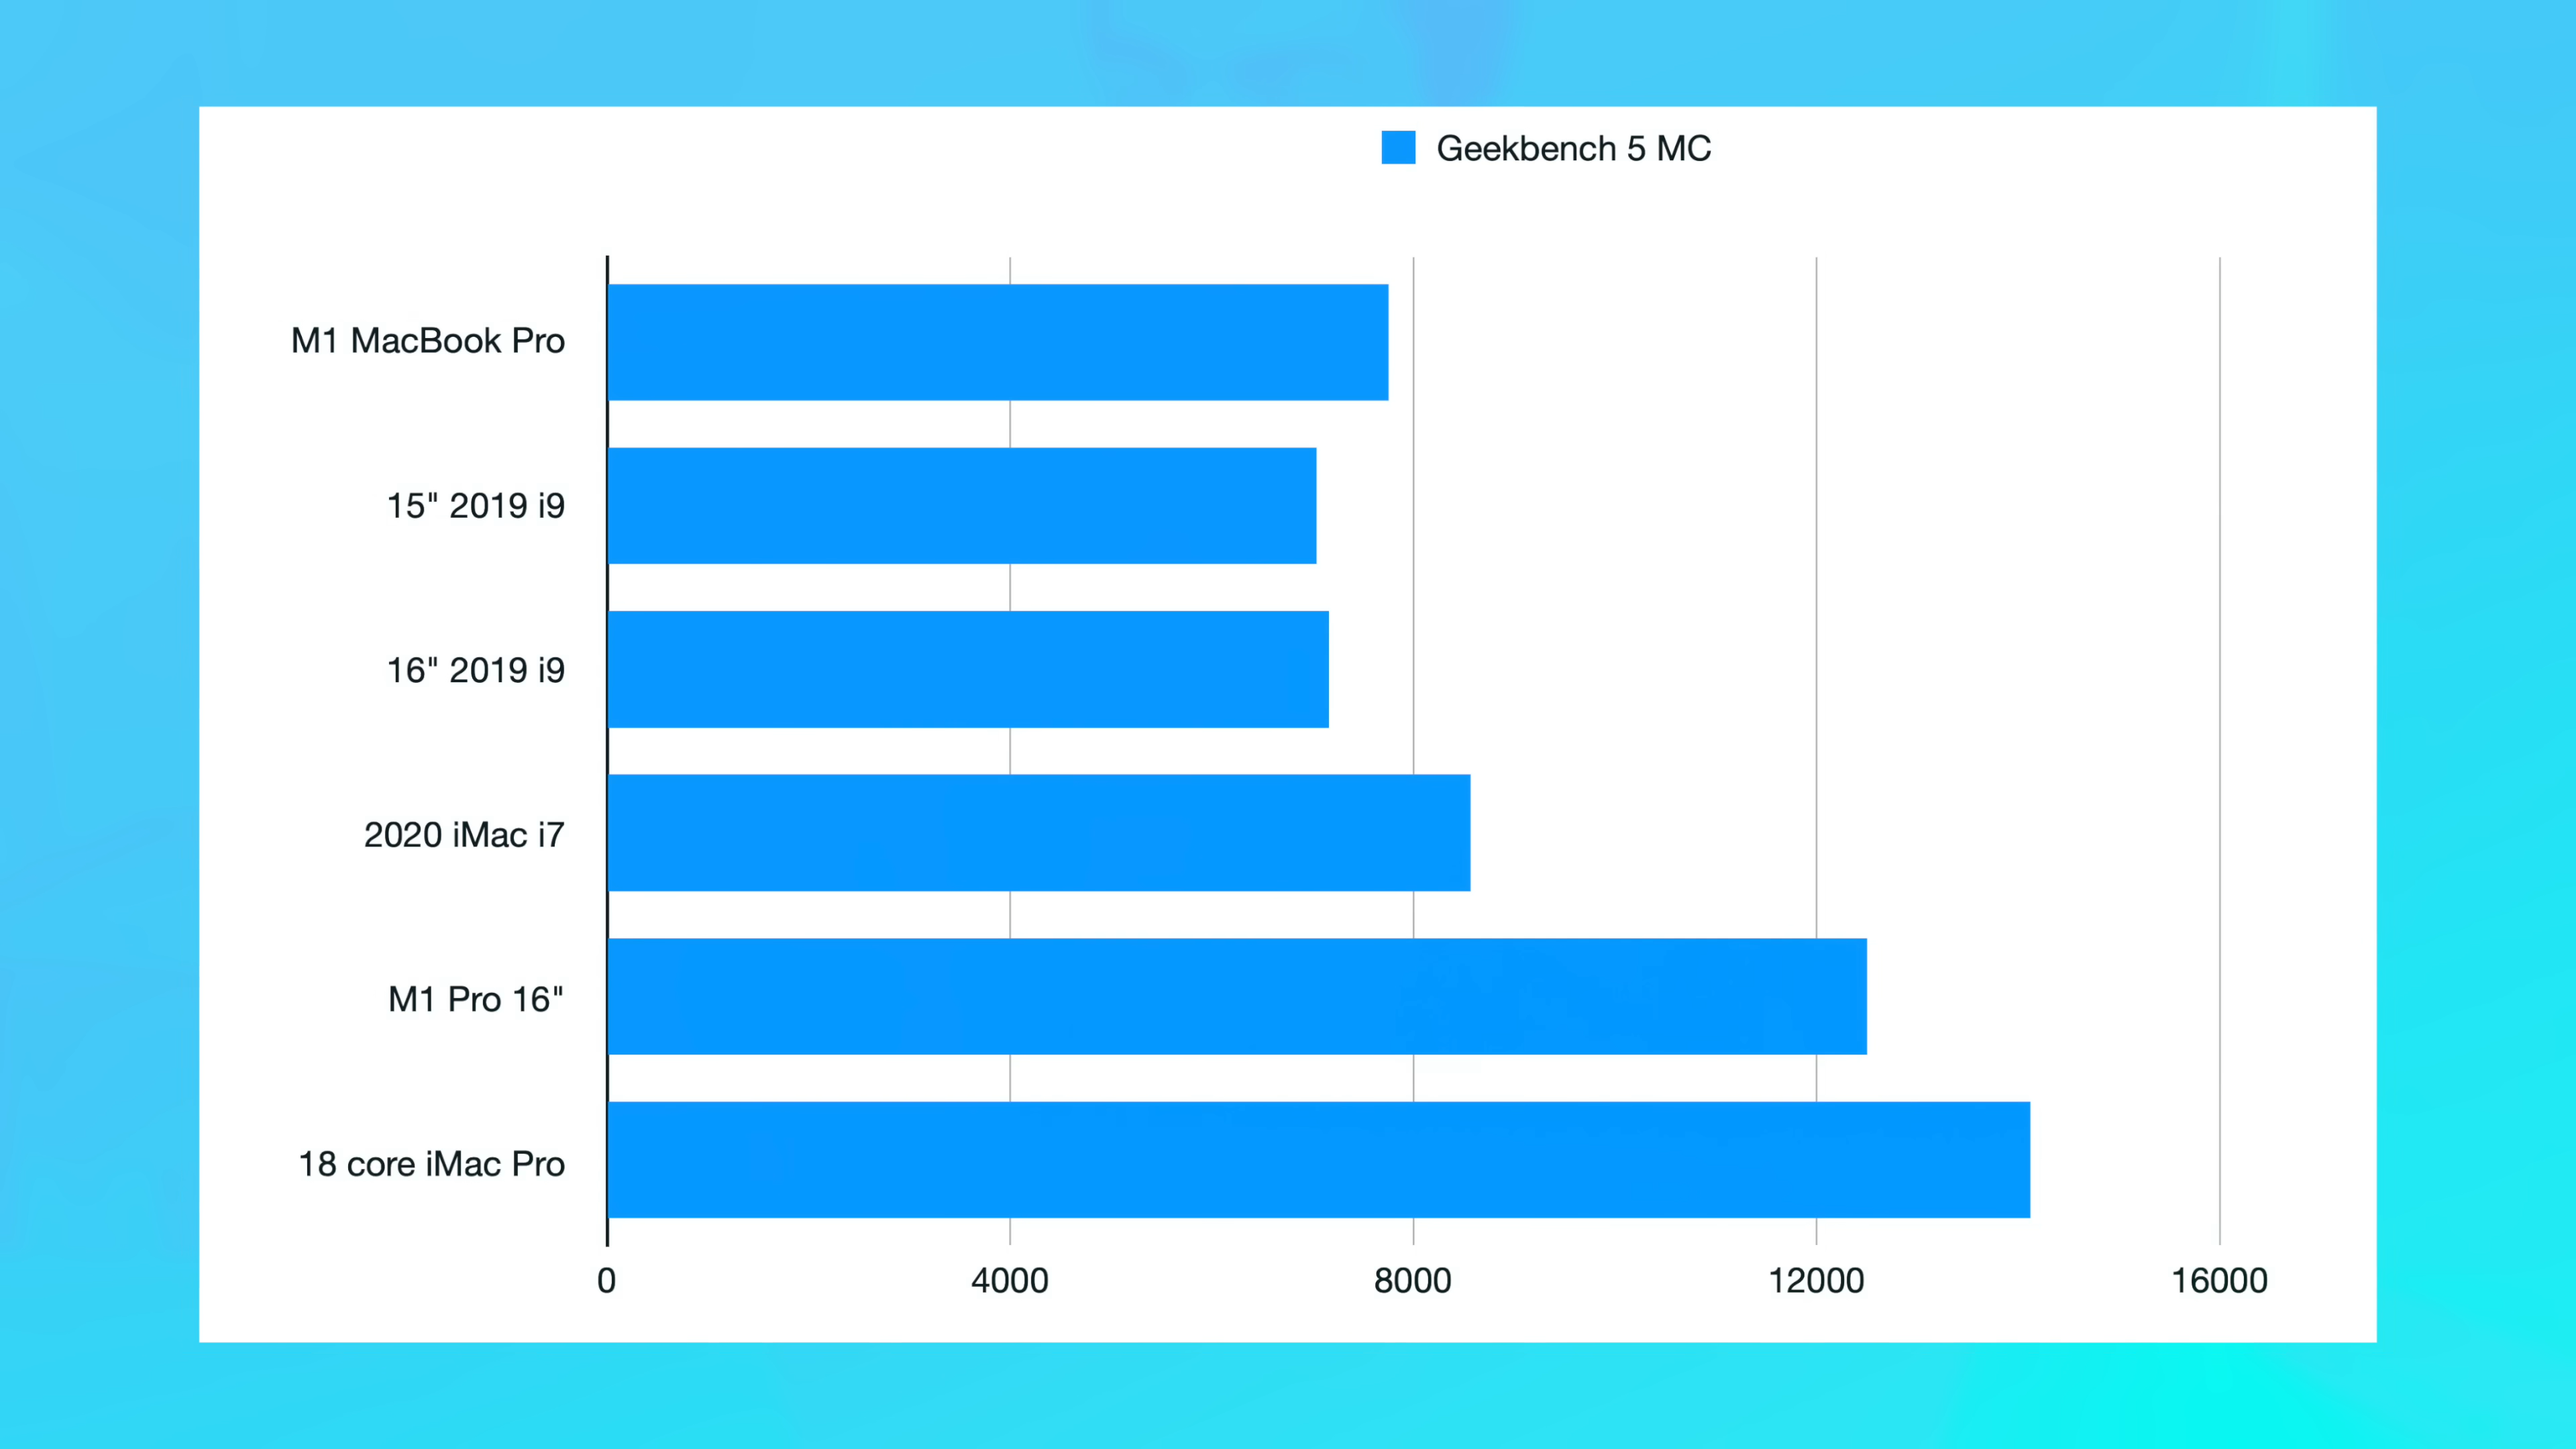 Geekbench 5 MC
M1 MacBook Pro
15" 2019 i9
16" 2019 i9
2020 iMac i7
M1 Pro 16"
18 core iMac Pro
0 4000 8000 12000 16000